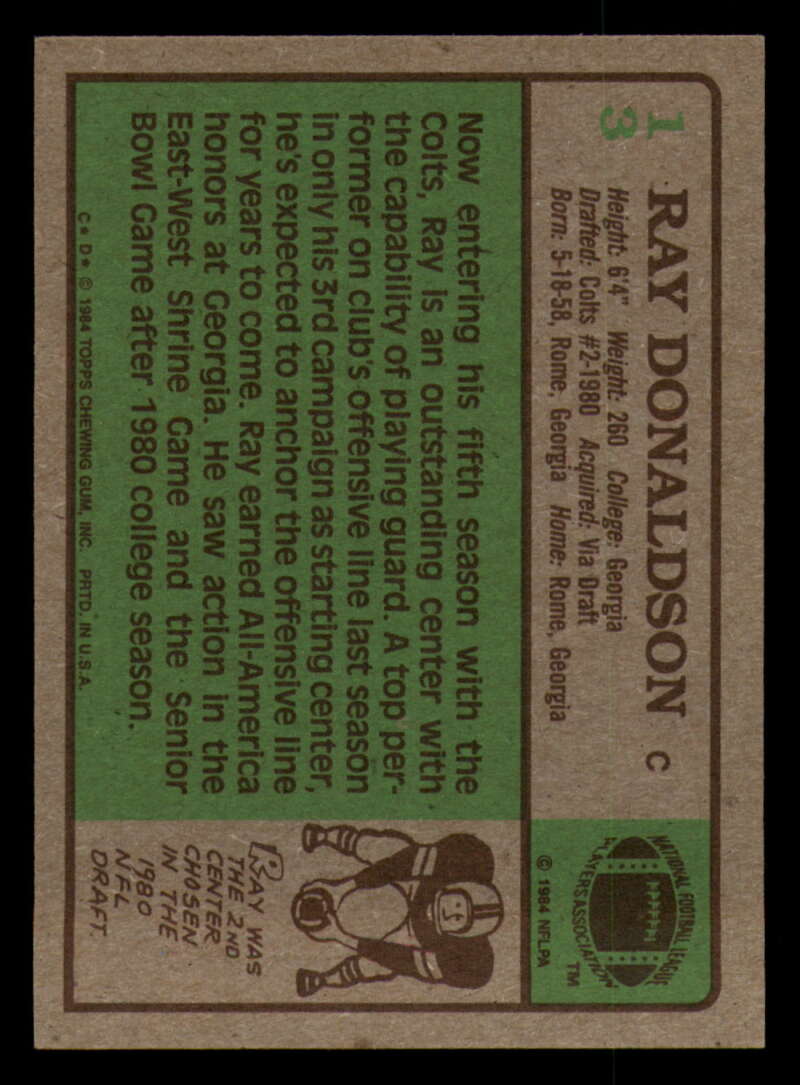 13
RAY DONALDSON C
Height: 6'4" Weight: 260 College: Georgia
Drafted: Colts #2-1980 Acquired: Via Draft
Born: 5-18-58, Rome, Georgia Home: Rome, Georgia
NATIONAL FOOTBALL LEAGUE
PLAYERS ASSOCIATION
TM
© 1984 NFLPA
Now entering his fifth season with the
Colts, Ray is an outstanding center with
the capability of playing guard. A top per-
former on club's offensive line last season
in only his 3rd campaign as starting center,
he's expected to anchor the offensive line
for years to come. Ray earned All-America
honors at Georgia. He saw action in the
East-West Shrine Game and the Senior
Bowl Game after 1980 college season.
C★ D★ © 1984 TOPPS CHEWING GUM, INC. PRTD. IN U.S.A.
RAY WAS
THE 2ND
CENTER
CHOSEN
IN THE
1980
NFL
DRAFT.